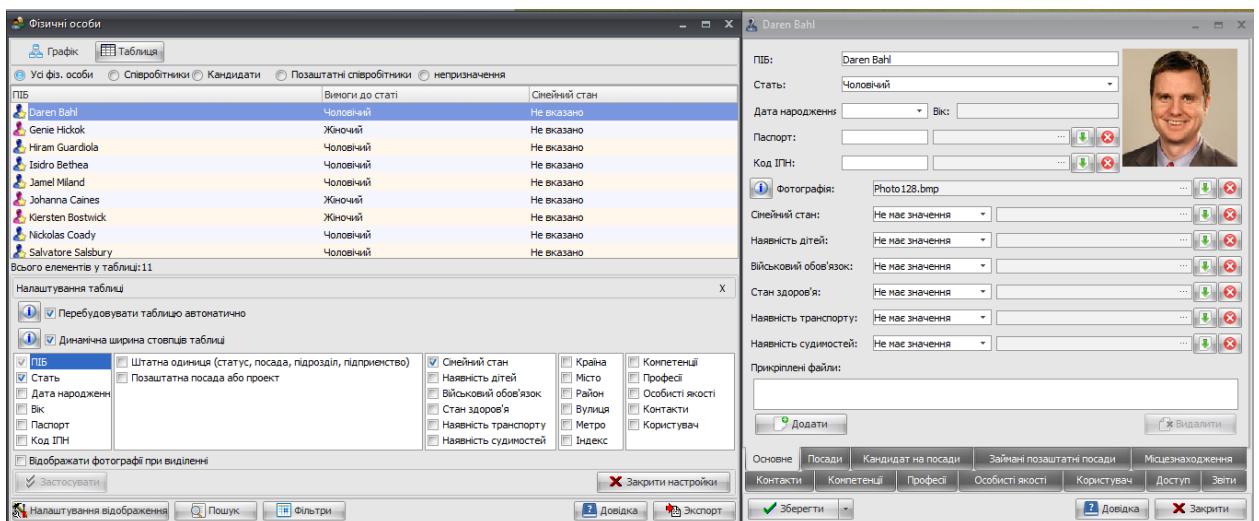 Фізичні особи
Графік Таблиця
Усі фіз. особи Співробітники Кандидати Позаштатні співробітники непризначення
ПІБ Вимоги до статі Сімейний стан
Daren Bahl Чоловічий Не вказано
Genie Hickok Жіночий Не вказано
Hiram Guardiola Чоловічий Не вказано
Isidro Bethea Чоловічий Не вказано
Jamel Miland Чоловічий Не вказано
Johanna Caines Жіночий Не вказано
Kiersten Bostwick Жіночий Не вказано
Nickolas Coady Чоловічий Не вказано
Salvatore Salsbury Чоловічий Не вказано
Всього елементів у таблиці:11
Налаштування таблиці X
Перебудовувати таблицю автоматично
Динамічна ширина стовпців таблиці
ПІБ Штатна одиниця (статус, посада, підрозділ, підприємство) Сімейний стан Країна Компетенції
Стать Позаштатна посада або проект Наявність дітей Місто Професії
Дата народженн Військовий обов'язок Район Особисті якості
Вік Стан здоров'я Вулиця Контакти
Паспорт Наявність транспорту Метро Користувач
Код ІПН Наявність судимостей Індекс
Відображати фотографії при виділенні
Застосувати Закрити настройки
Налаштування відображення Пошук Фільтри Довідка Экспорт
Daren Bahl
ПІБ: Daren Bahl
Стать: Чоловічий
Дата народження Вік:
Паспорт:
Код ІПН:
Фотографія: Photo128.bmp
Сімейний стан: Не має значення
Наявність дітей: Не має значення
Військовий обов'язок: Не має значення
Стан здоров'я: Не має значення
Наявність транспорту: Не має значення
Наявність судимостей: Не має значення
Прикріплені файли:
Додати Видалити
Основне Посади Кандидат на посади Займані позаштатні посади Місцезнаходження
Контакти Компетенції Професії Особисті якості Користувач Доступ Звіти
Зберегти Довідка Закрити